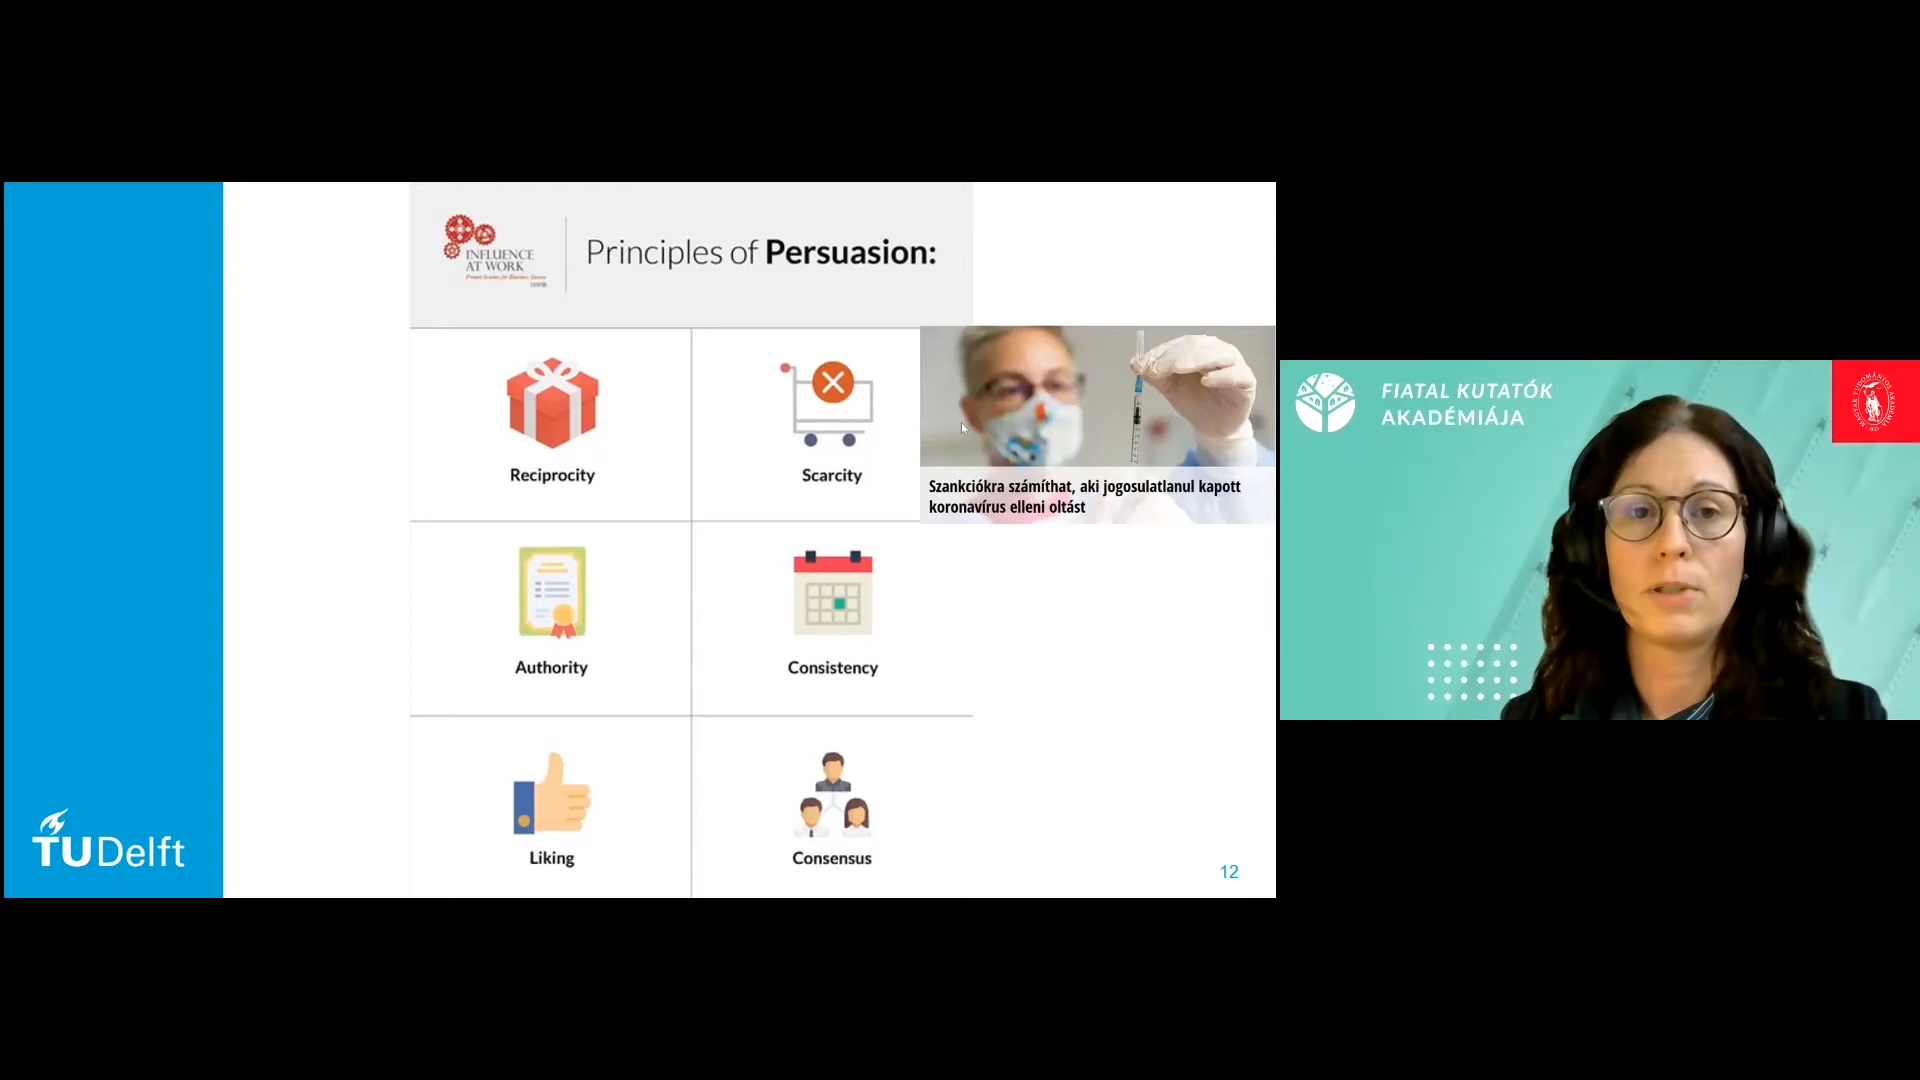 INFLUENCE
AT WORK
Principles of Persuasion:
Reciprocity
Scarcity
Szankciókra számíthat, aki jogosulatlanul kapott
koronavírus elleni oltást
Authority
Consistency
Liking
Consensus
12
TUDelft
FIATAL KUTATÓK
AKADÉMIÁJA